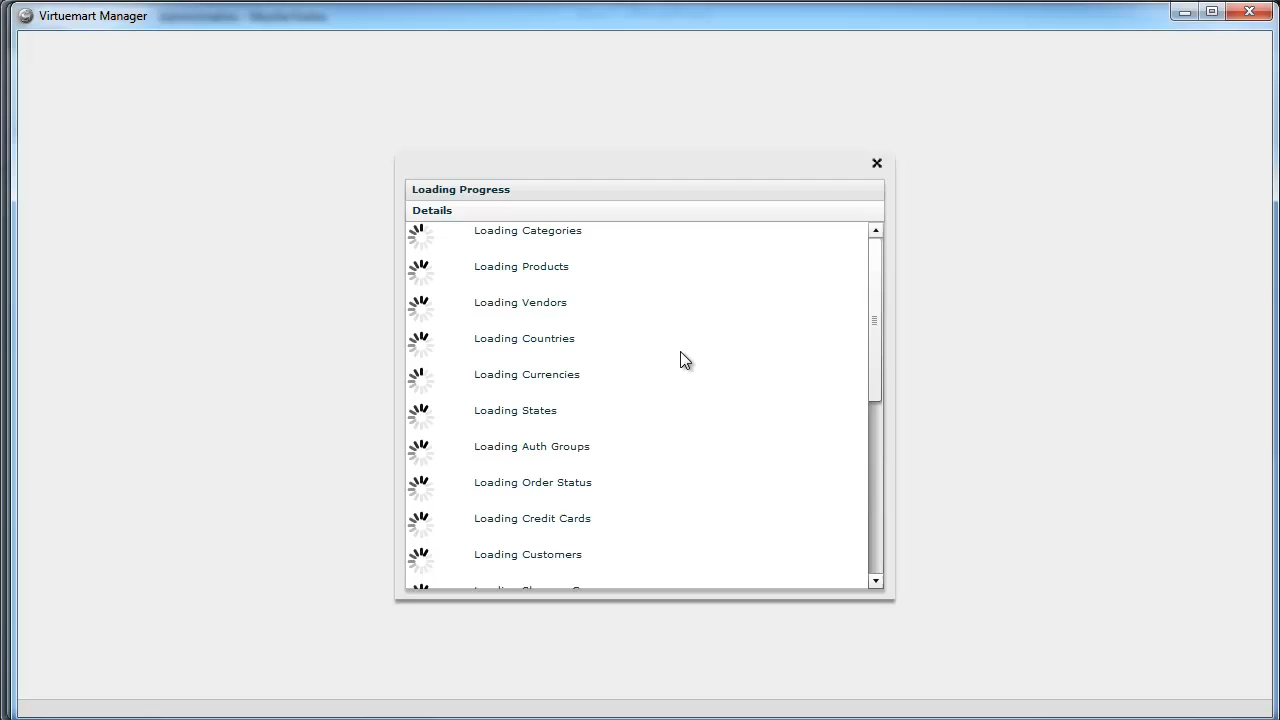 Virtuemart Manager
Loading Progress
Details
Loading Categories
Loading Products
Loading Vendors
Loading Countries
Loading Currencies
Loading States
Loading Auth Groups
Loading Order Status
Loading Credit Cards
Loading Customers